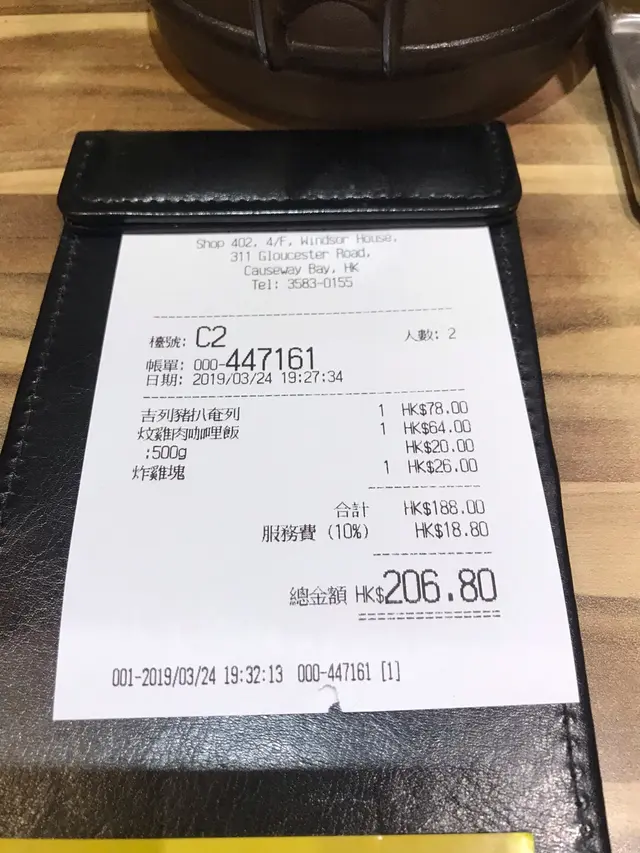 Shop 402, 4/F, Windsor House,
311 Gloucester Road,
Causeway Bay, HK
Tel: 3583-0155
檯號: C2 人數: 2
帳單: 000-447161
日期: 2019/03/24 19:27:34
吉列豬扒奄列 1 HK$78.00
炆雞肉咖哩飯 1 HK$64.00
:500g HK$20.00
炸雞塊 1 HK$26.00
合計 HK$188.00
服務費 (10%) HK$18.80
總金額 HK$206.80
001-2019/03/24 19:32:13 000-447161 [1]